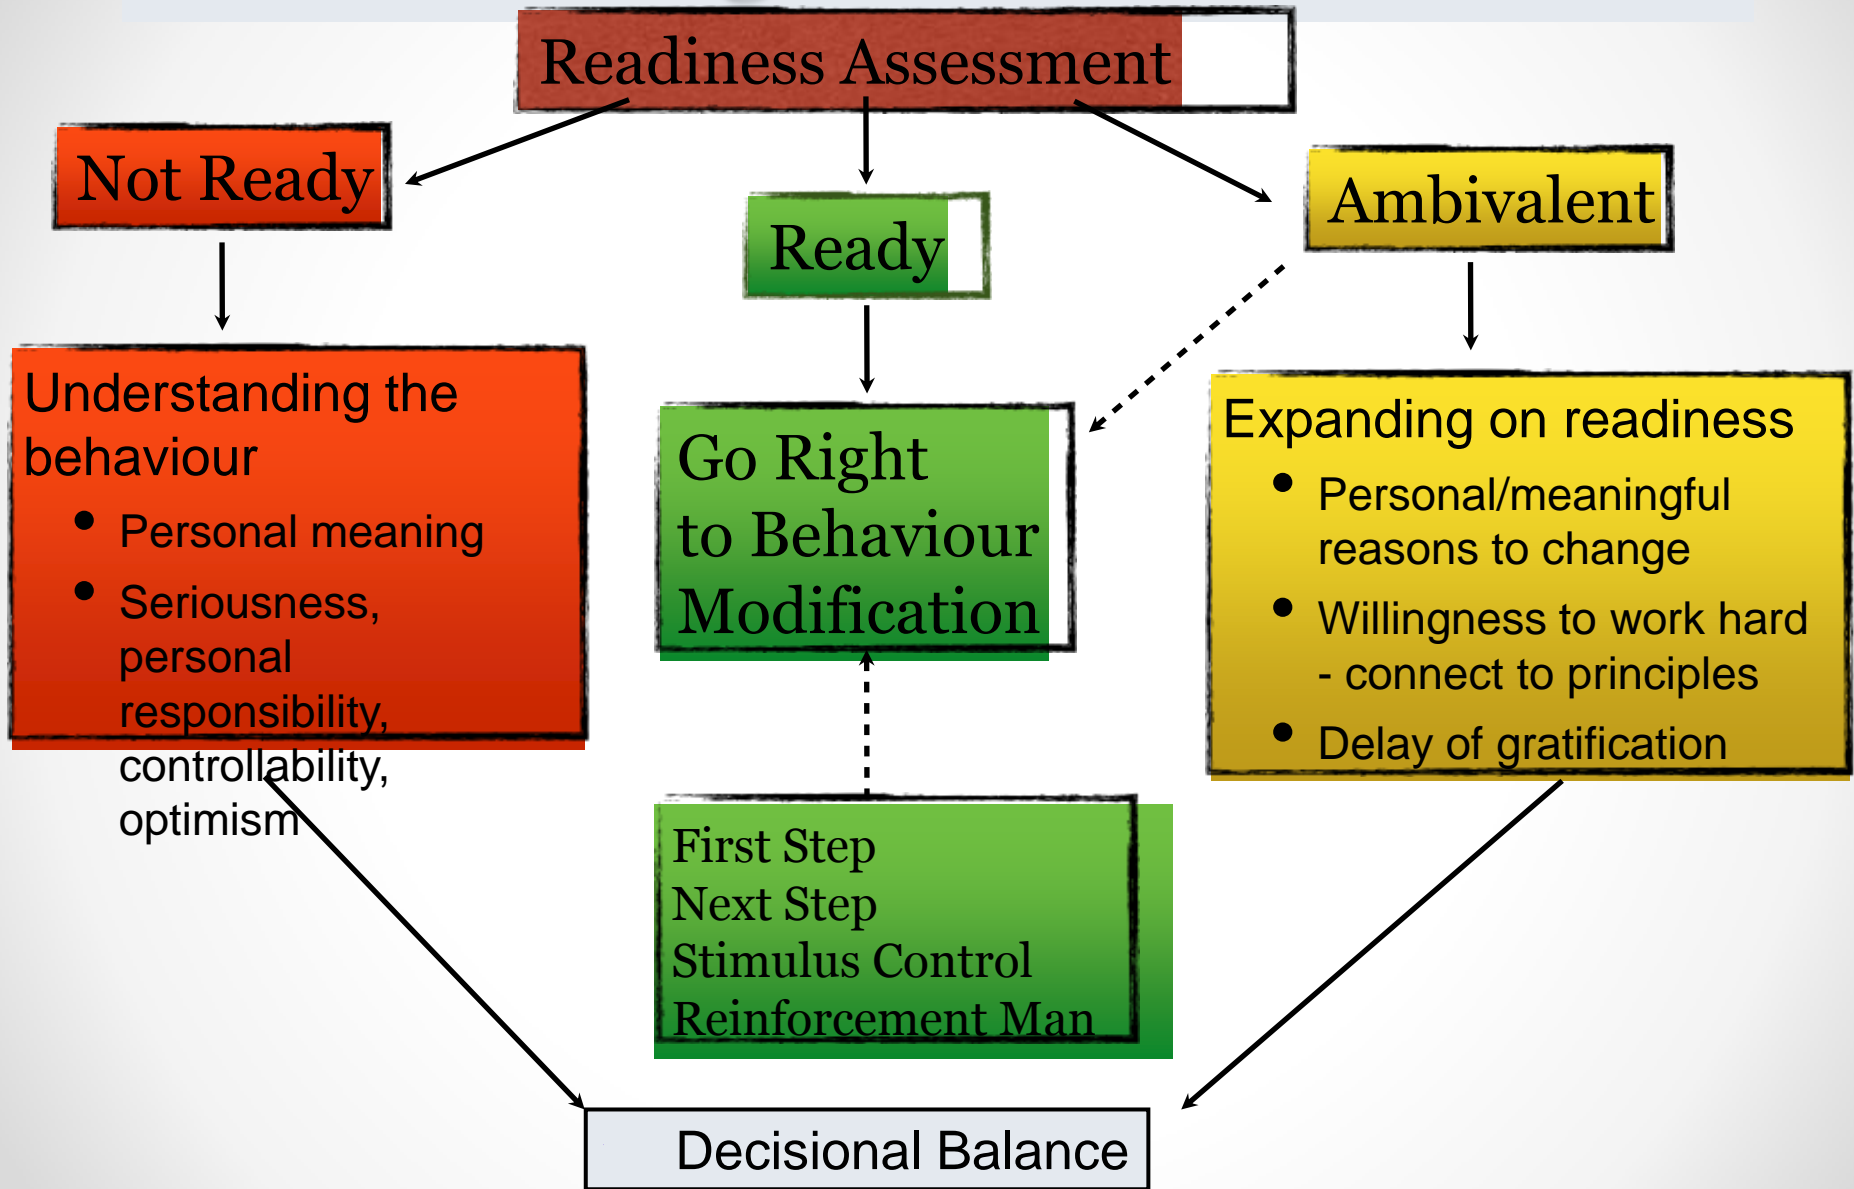 Readiness Assessment
Not Ready
Ready
Ambivalent
Understanding the
behaviour
• Personal meaning
• Seriousness,
personal
responsibility,
controllability,
optimism
Go Right
to Behaviour
Modification
Expanding on readiness
• Personal/meaningful
reasons to change
• Willingness to work hard
- connect to principles
• Delay of gratification
First Step
Next Step
Stimulus Control
Reinforcement Man
Decisional Balance